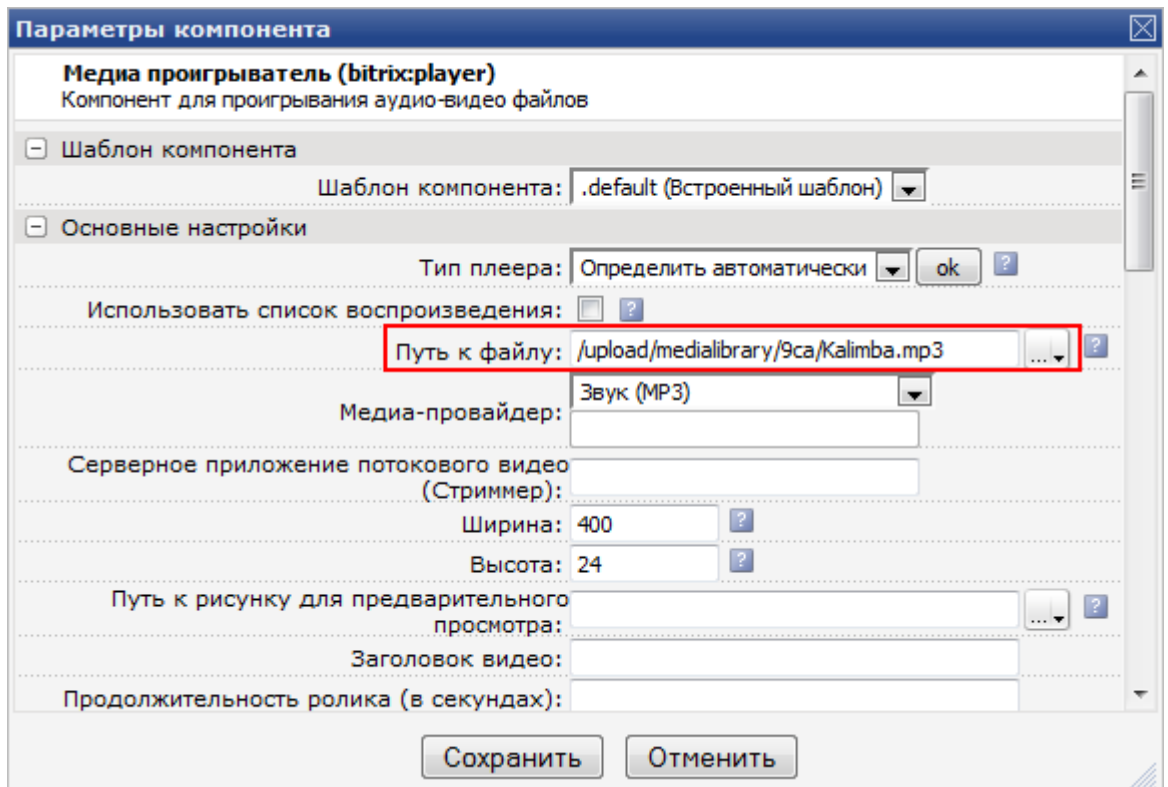 Параметры компонента
Медиа проигрыватель (bitrix:player)
Компонент для проигрывания аудио-видео файлов
Шаблон компонента
Шаблон компонента: .default (Встроенный шаблон)
Основные настройки
Тип плеера: Определить автоматически ok ?
Использовать список воспроизведения: ?
Путь к файлу: /upload/medialibrary/9ca/Kalimba.mp3 ... ?
Звук (MP3)
Медиа-провайдер:
Серверное приложение потокового видео
(Стриммер):
Ширина: 400 ?
Высота: 24 ?
Путь к рисунку для предварительного
просмотра: ... ?
Заголовок видео:
Продолжительность ролика (в секундах):
Сохранить Отменить